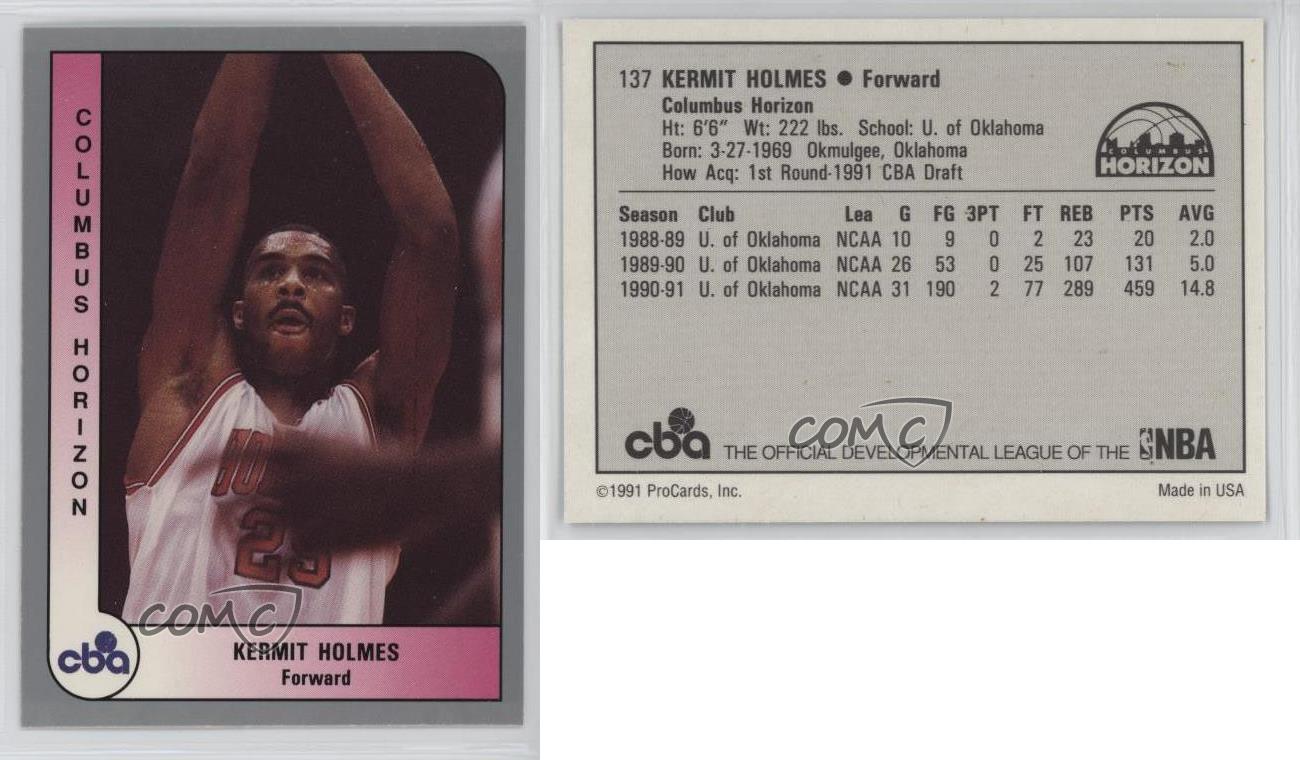 COLUMBUS HORIZON
HO
23
cba
KERMIT HOLMES
Forward
COMC
137 KERMIT HOLMES ● Forward
Columbus Horizon
Ht: 6'6" Wt: 222 lbs. School: U. of Oklahoma
Born: 3-27-1969 Okmulgee, Oklahoma
How Acq: 1st Round-1991 CBA Draft
COLUMBUS
HORIZON
Season Club Lea G FG 3PT FT REB PTS AVG
1988-89 U. of Oklahoma NCAA 10 9 0 2 23 20 2.0
1989-90 U. of Oklahoma NCAA 26 53 0 25 107 131 5.0
1990-91 U. of Oklahoma NCAA 31 190 2 77 289 459 14.8
COMC
cba THE OFFICIAL DEVELOPMENTAL LEAGUE OF THE NBA
©1991 ProCards, Inc. Made in USA